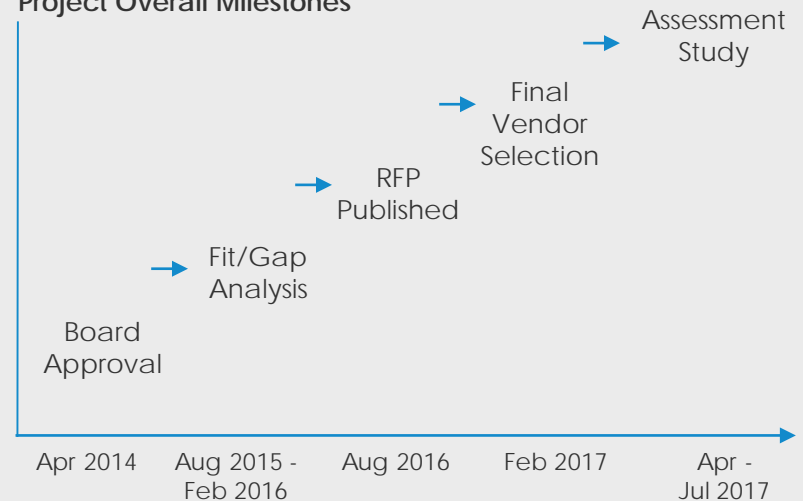 Project Overall Milestones
Assessment
Study
Final
Vendor
Selection
RFP
Published
Fit/Gap
Analysis
Board
Approval
Apr 2014
Aug 2015 -
Feb 2016
Aug 2016
Feb 2017
Apr -
Jul 2017